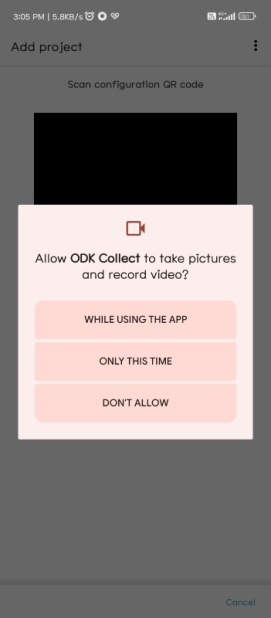 3:05 PM | 5.8KB/s
Add project
Scan configuration QR code
Allow ODK Collect to take pictures
and record video?
WHILE USING THE APP
ONLY THIS TIME
DON'T ALLOW
Cancel